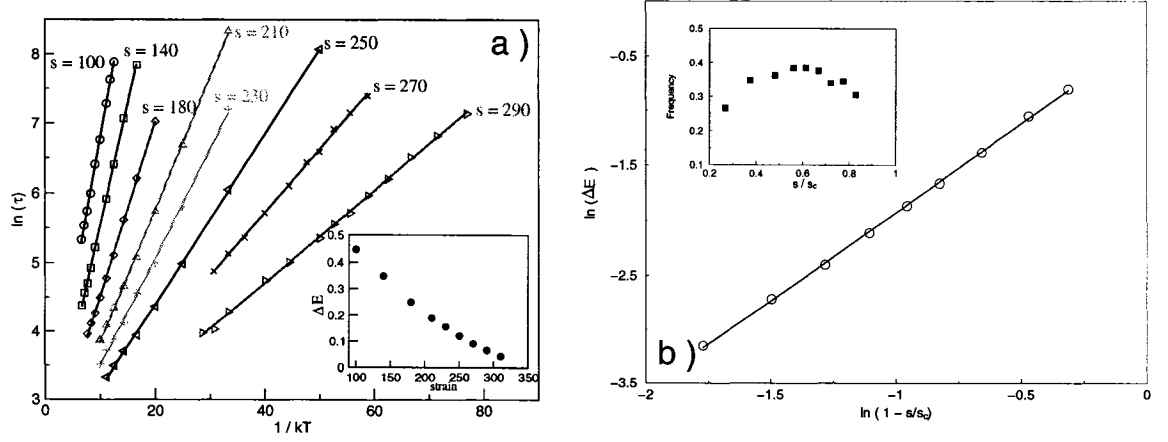 a )
s = 100
s = 140
s = 180
s = 210
s = 230
s = 250
s = 270
s = 290
ln (τ)
8
7
6
5
4
3
0
20
40
60
80
1 / kT
ΔE
0.5
0.4
0.3
0.2
0.1
0
100
150
200
250
300
350
strain
b )
ln (ΔE )
-0.5
-1.5
-2.5
-3.5
-2
-1.5
-1
-0.5
0
ln ( 1 - s/sc)
Frequency
0.5
0.4
0.3
0.2
0.1
0.2
0.4
0.6
0.8
1
s / sc